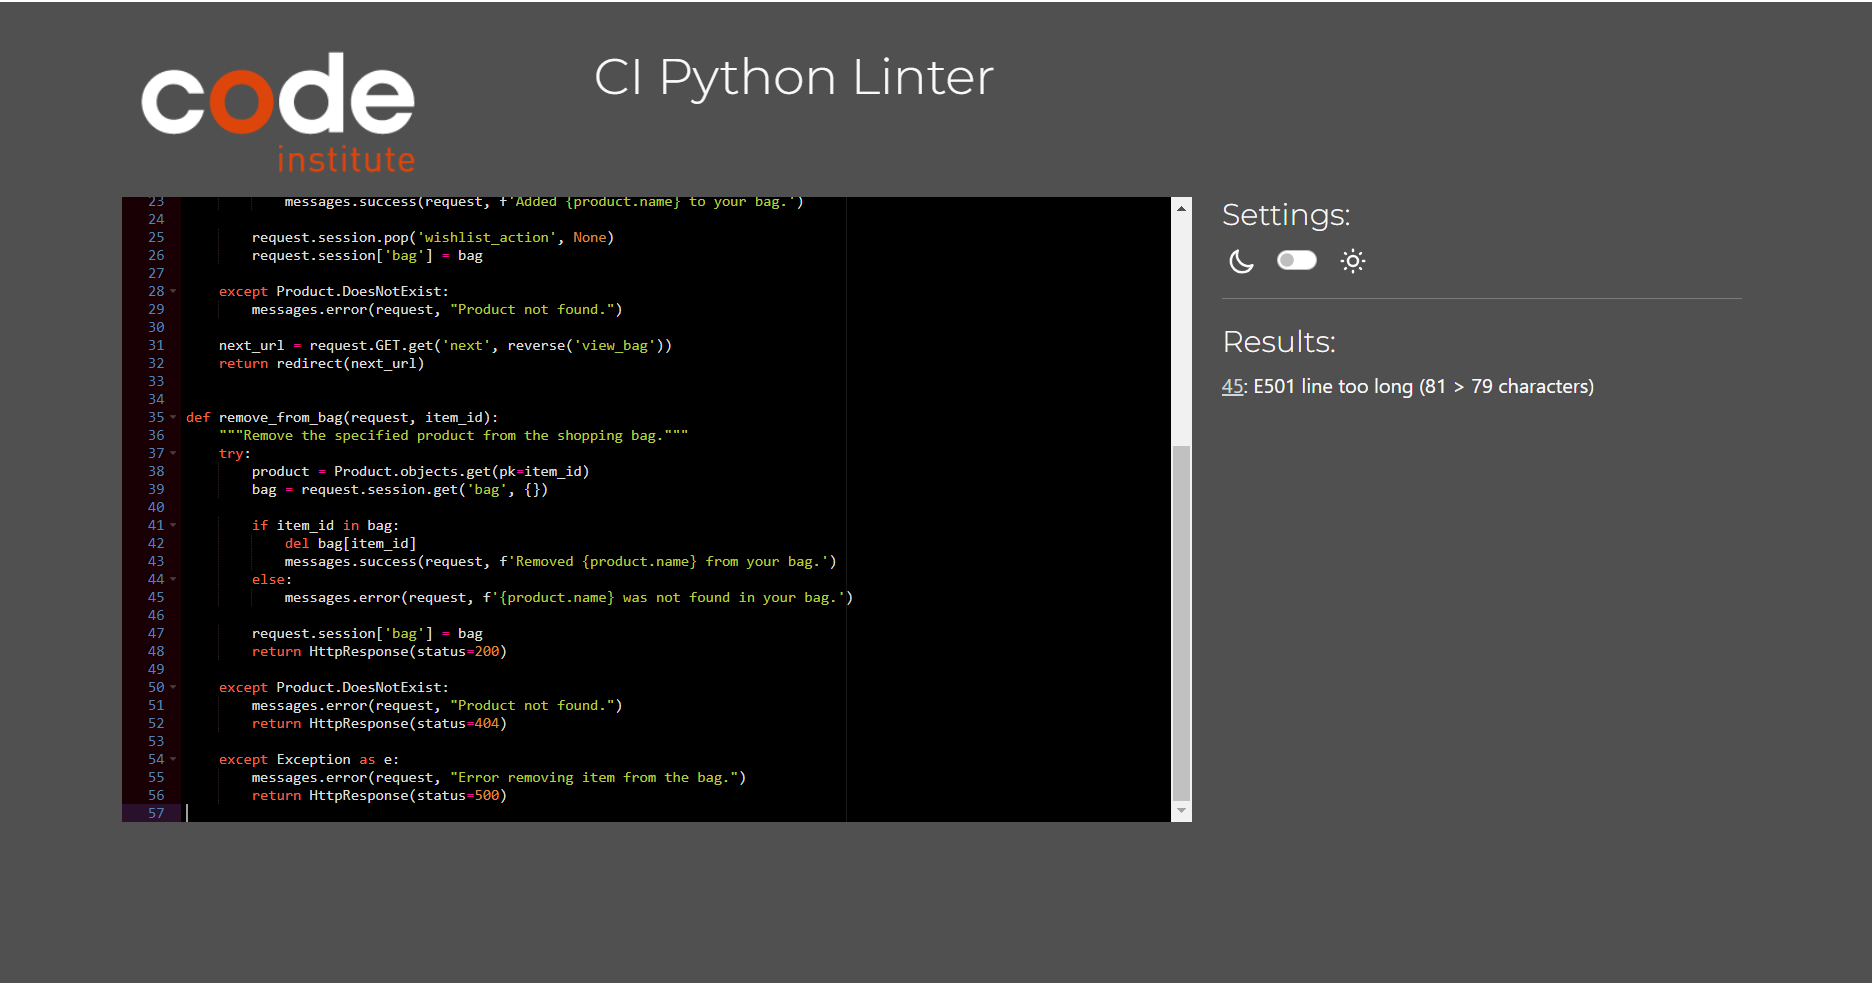 code
institute
CI Python Linter
23 messages.success(request, f'Added {product.name} to your bag.')
24
25 request.session.pop('wishlist_action', None)
26 request.session['bag'] = bag
27
28 except Product.DoesNotExist:
29 messages.error(request, "Product not found.")
30
31 next_url = request.GET.get('next', reverse('view_bag'))
32 return redirect(next_url)
33
34
35 def remove_from_bag(request, item_id):
36 """Remove the specified product from the shopping bag."""
37 try:
38 product = Product.objects.get(pk=item_id)
39 bag = request.session.get('bag', {})
40
41 if item_id in bag:
42 del bag[item_id]
43 messages.success(request, f'Removed {product.name} from your bag.')
44 else:
45 messages.error(request, f'{product.name} was not found in your bag.')
46
47 request.session['bag'] = bag
48 return HttpResponse(status=200)
49
50 except Product.DoesNotExist:
51 messages.error(request, "Product not found.")
52 return HttpResponse(status=404)
53
54 except Exception as e:
55 messages.error(request, "Error removing item from the bag.")
56 return HttpResponse(status=500)
57
Settings:
Results:
45: E501 line too long (81 > 79 characters)